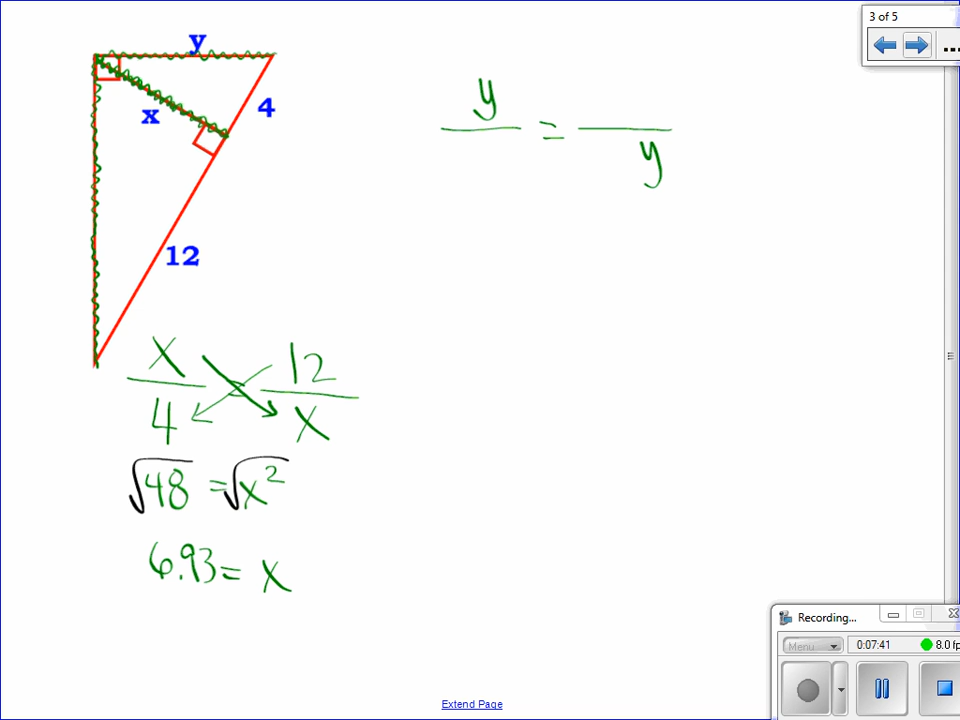 3 of 5
y
x
4
12
y
=
y
x/4 = 12/x
√48 = √x²
6.93 = x
Recording...
Menu
0:07:41
8.0 fp
Extend Page